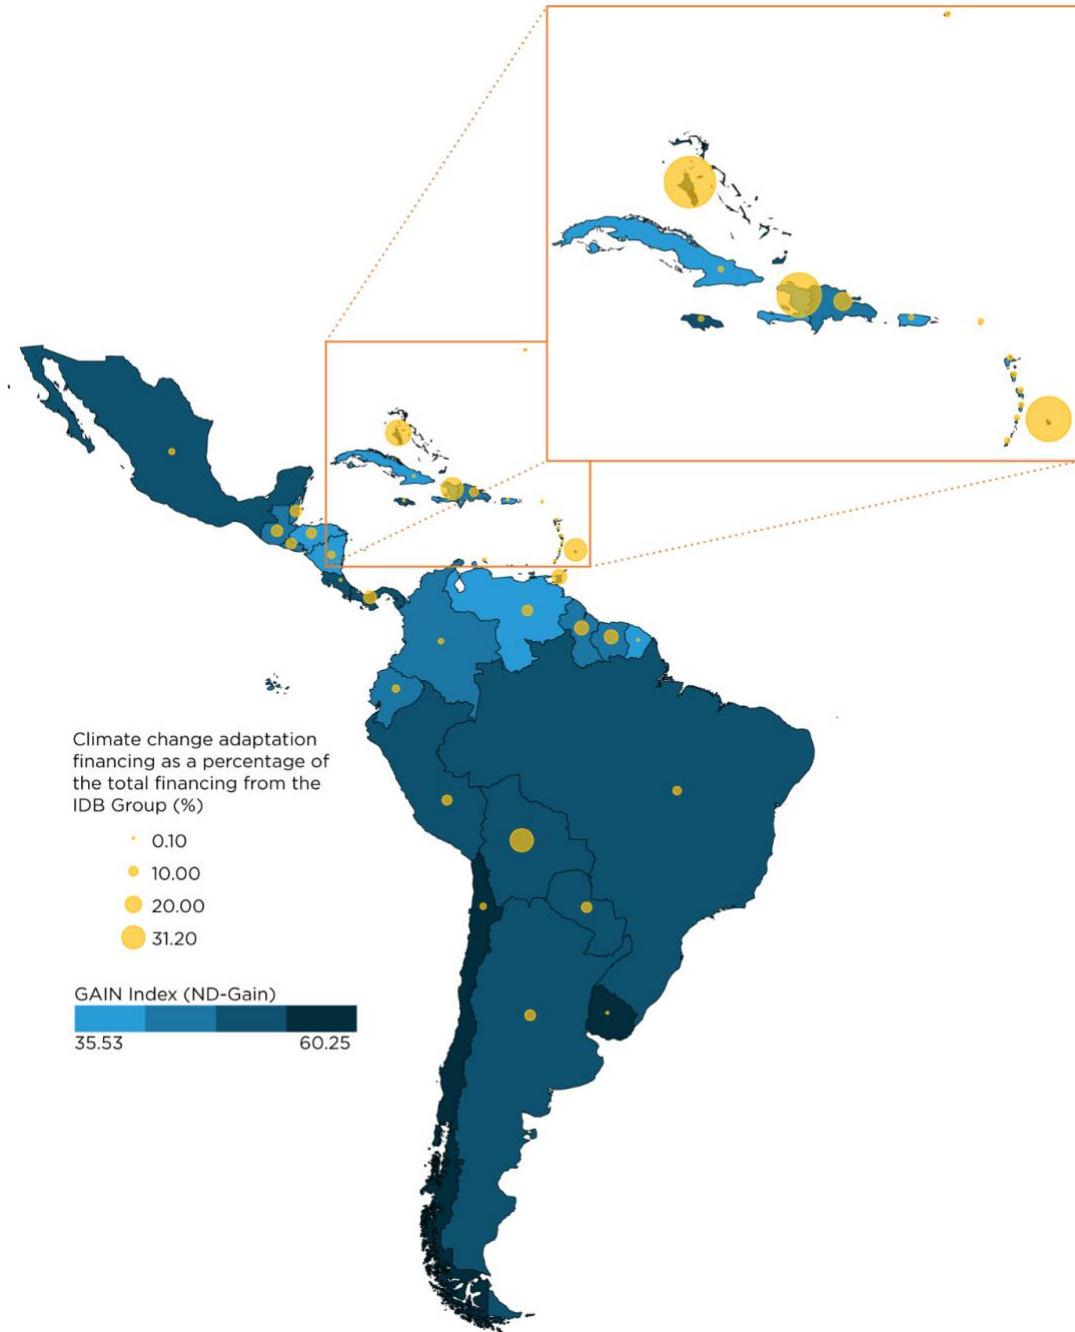 Climate change adaptation
financing as a percentage of
the total financing from the
IDB Group (%)
0.10
10.00
20.00
31.20
GAIN Index (ND-Gain)
35.53 60.25